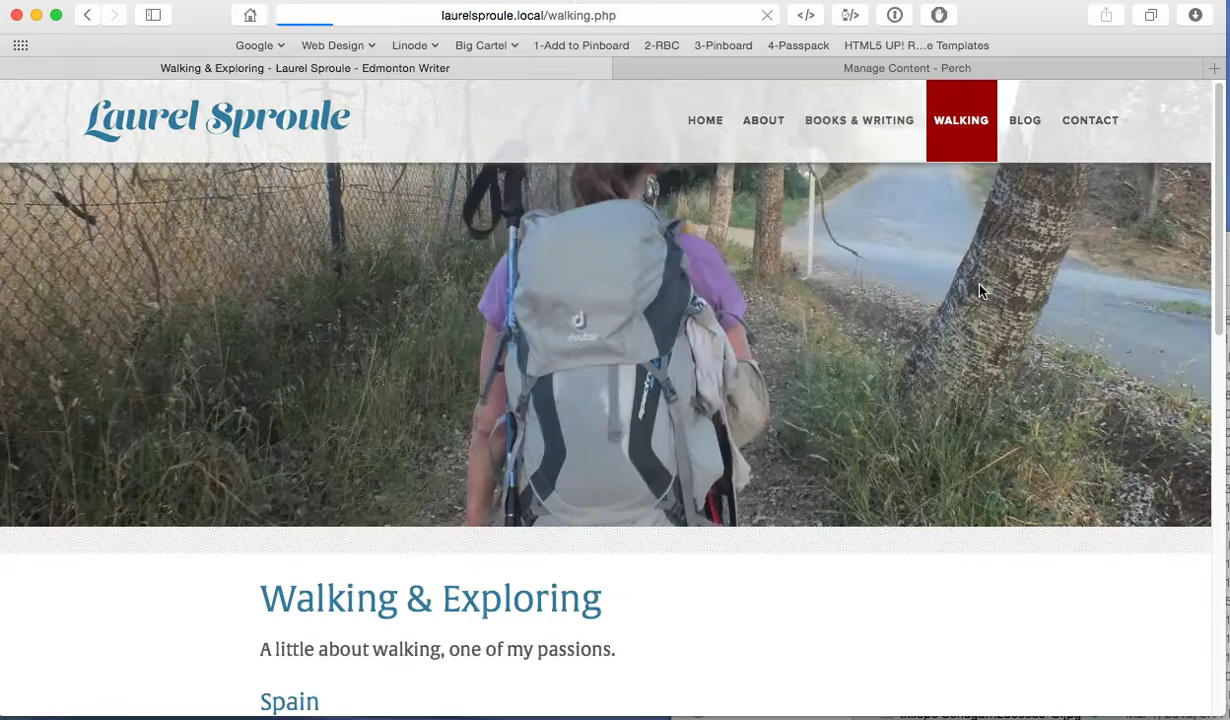 laurelsproule.local/walking.php
Google Web Design Linode Big Cartel 1-Add to Pinboard 2-RBC 3-Pinboard 4-Passpack HTML5 UP! R...e Templates
Walking & Exploring - Laurel Sproule - Edmonton Writer Manage Content - Perch
Laurel Sproule HOME ABOUT BOOKS & WRITING WALKING BLOG CONTACT
deuter
Walking & Exploring
A little about walking, one of my passions.
Spain